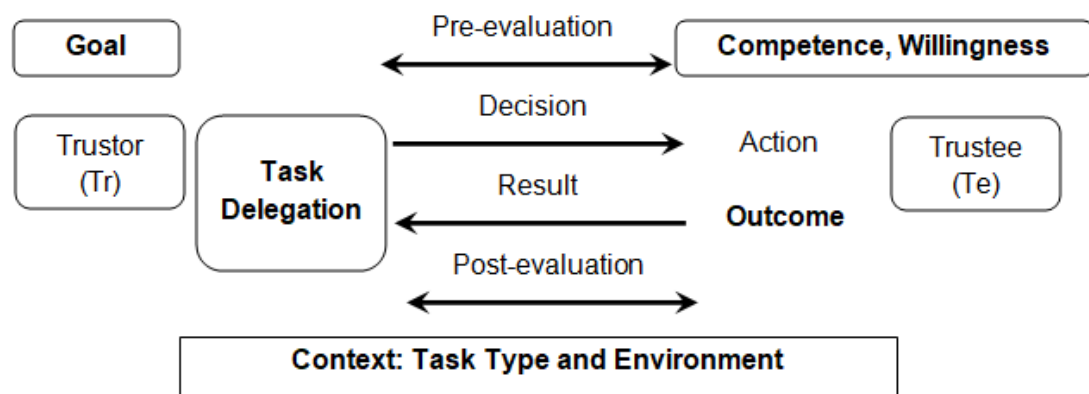 Goal
Pre-evaluation
Competence, Willingness
Trustor
(Tr)
Task
Delegation
Decision
Action
Trustee
(Te)
Result
Outcome
Post-evaluation
Context: Task Type and Environment